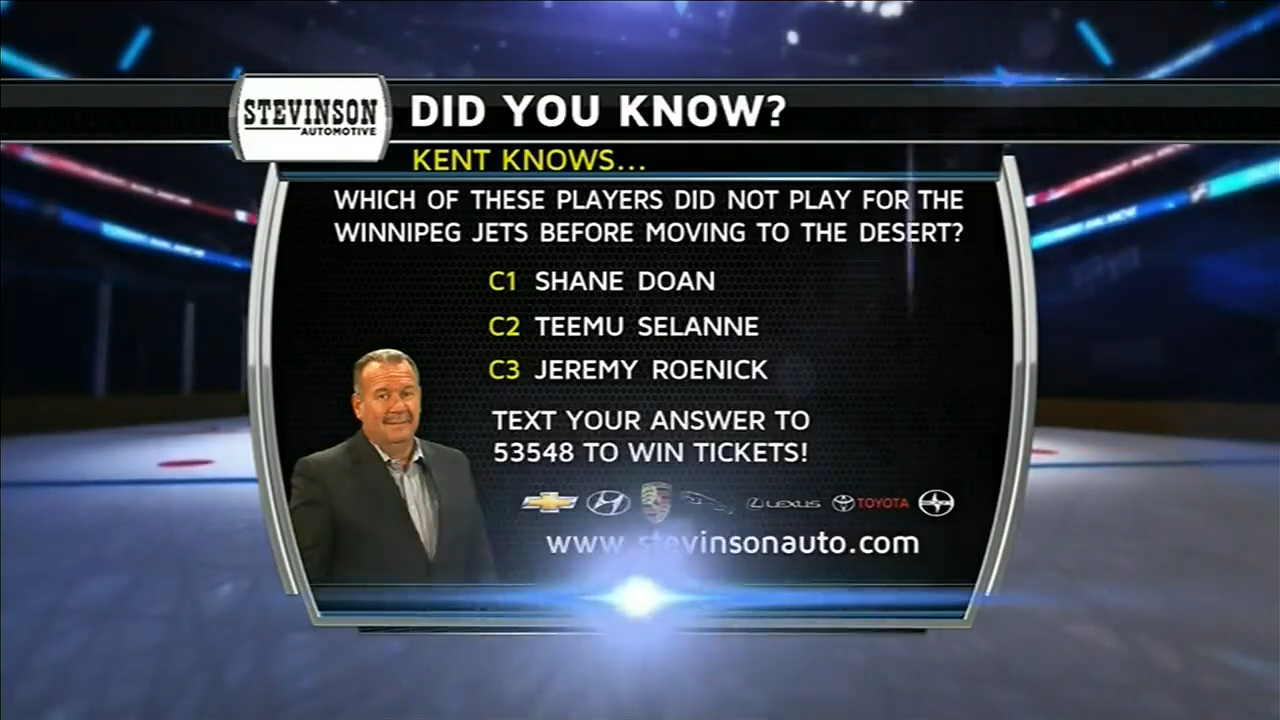 STEVINSON
AUTOMOTIVE
DID YOU KNOW?
KENT KNOWS...
WHICH OF THESE PLAYERS DID NOT PLAY FOR THE
WINNIPEG JETS BEFORE MOVING TO THE DESERT?
C1 SHANE DOAN
C2 TEEMU SELANNE
C3 JEREMY ROENICK
TEXT YOUR ANSWER TO
53548 TO WIN TICKETS!
LEXUS TOYOTA
www.stevinsonauto.com